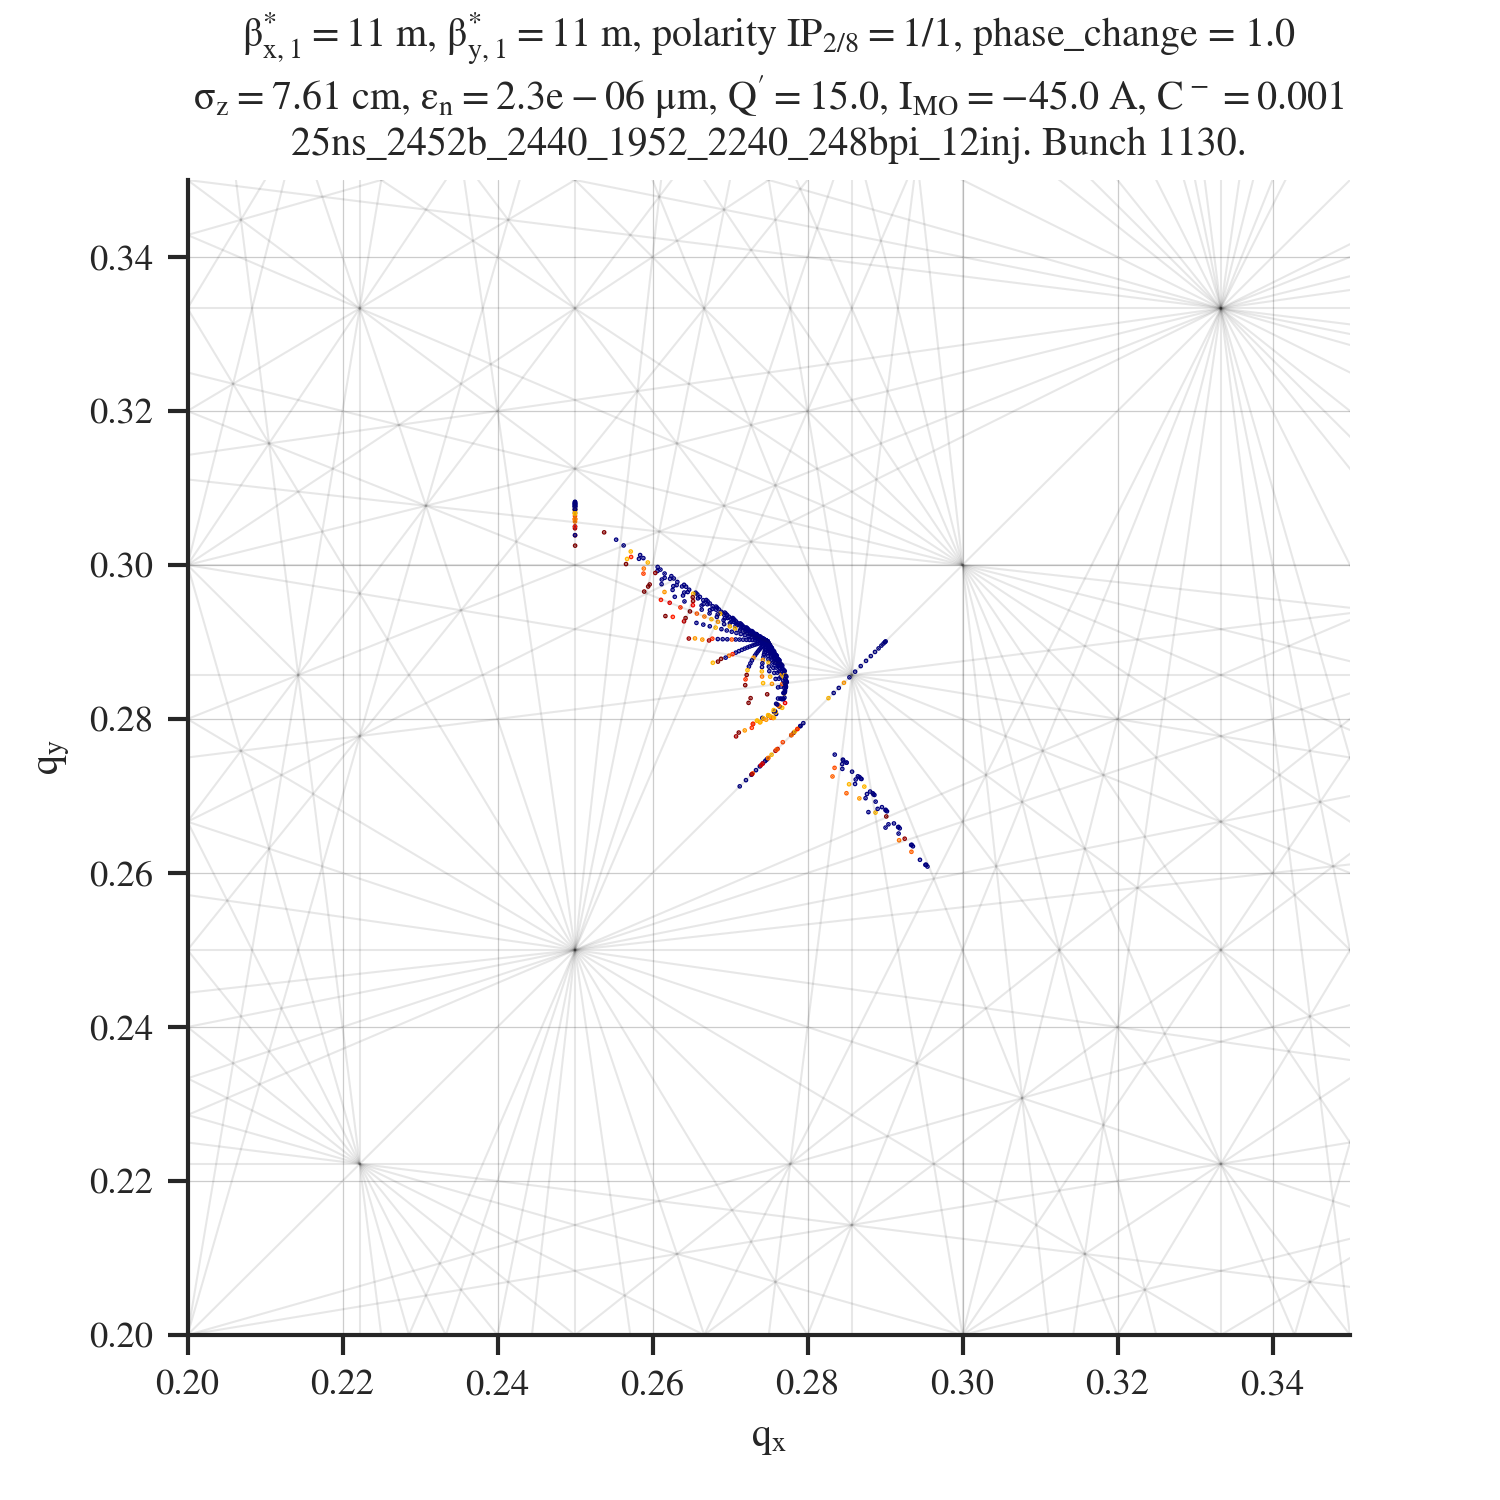 β*x, 1 = 11 m, β*y, 1 = 11 m, polarity IP2/8 = 1/1, phase_change = 1.0
σz = 7.61 cm, εn = 2.3e − 06 μm, Q′ = 15.0, IMO = −45.0 A, C− = 0.001
25ns_2452b_2440_1952_2240_248bpi_12inj. Bunch 1130.
0.34
0.32
0.30
0.28
0.26
0.24
0.22
0.20
qy
0.20 0.22 0.24 0.26 0.28 0.30 0.32 0.34
qx